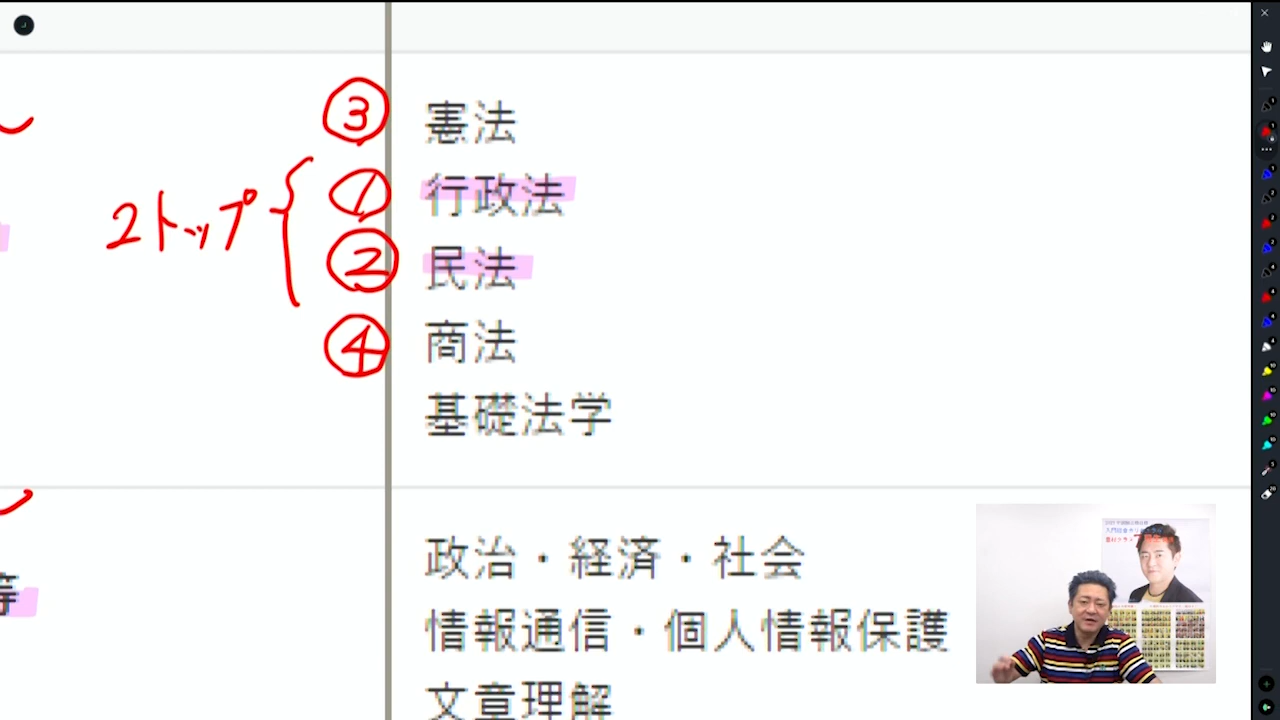 ③ 憲法
2トップ { ① 行政法
② 民法
④ 商法
基礎法学
政治・経済・社会
情報通信・個人情報保護
等
文章理解